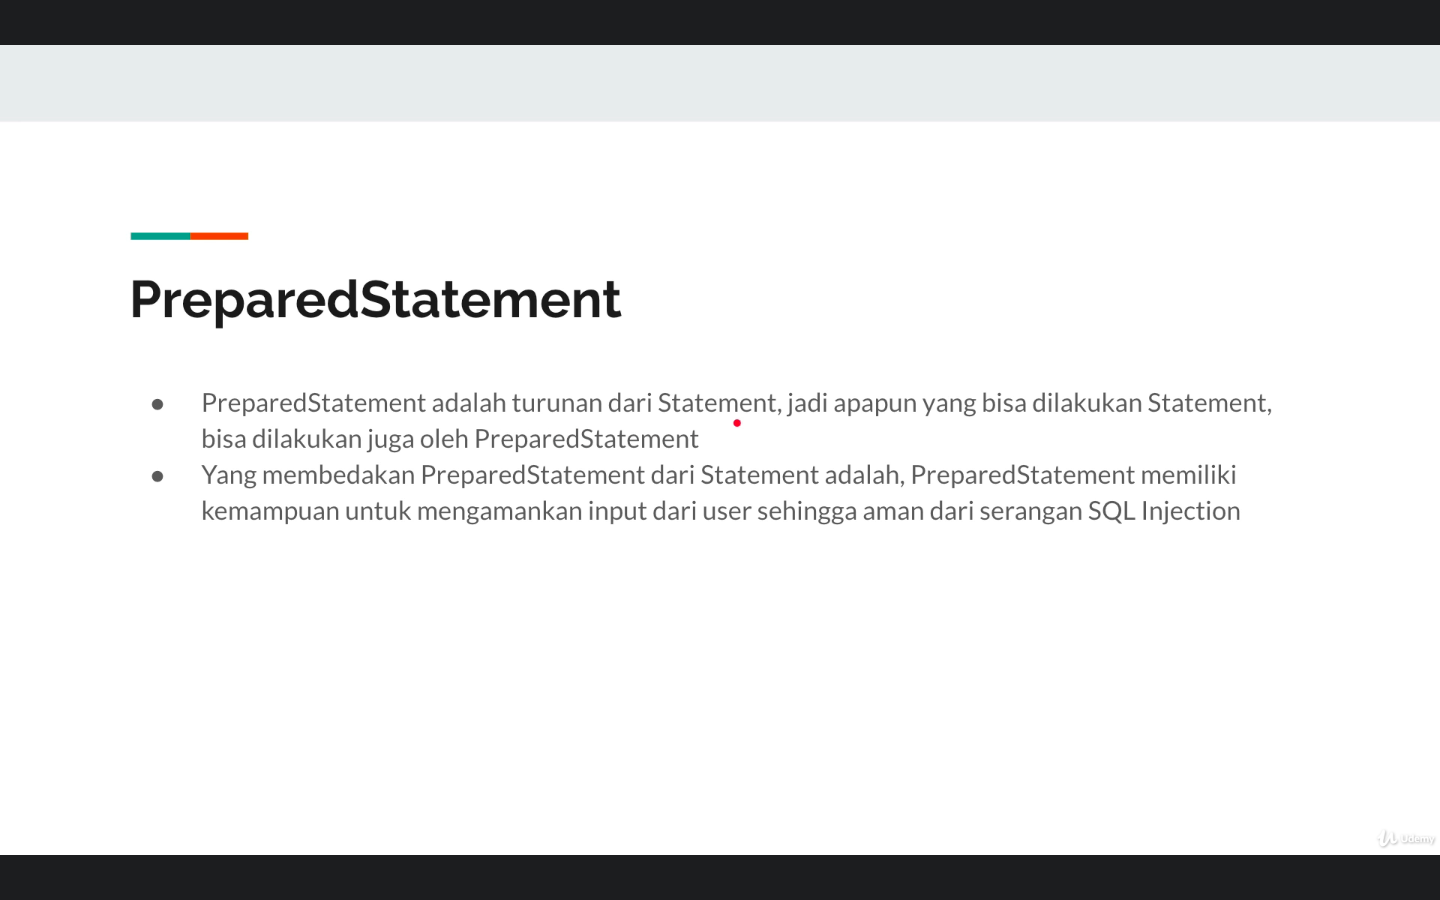 PreparedStatement
● PreparedStatement adalah turunan dari Statement, jadi apapun yang bisa dilakukan Statement,
bisa dilakukan juga oleh PreparedStatement
● Yang membedakan PreparedStatement dari Statement adalah, PreparedStatement memiliki
kemampuan untuk mengamankan input dari user sehingga aman dari serangan SQL Injection
Udemy